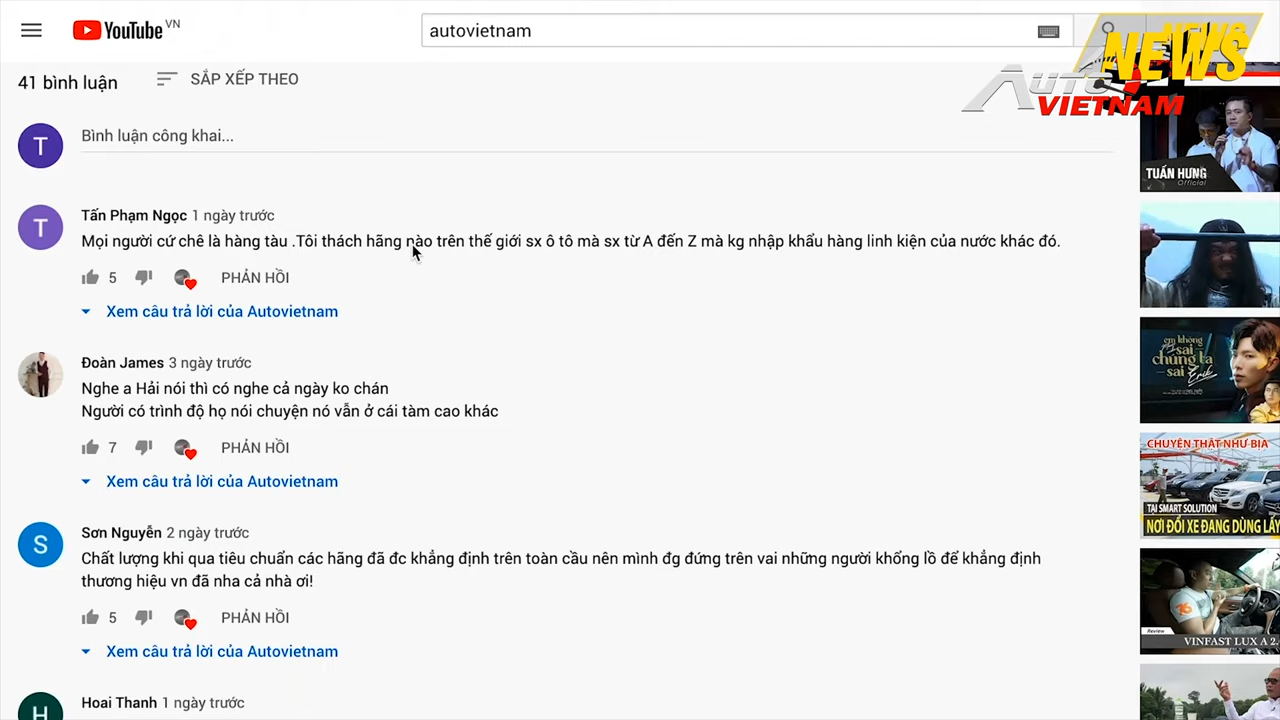 YouTube VN
autovietnam
NEWS
AUTO
VIETNAM
41 bình luận
SẮP XẾP THEO
T
Bình luận công khai...
T
Tấn Phạm Ngọc 1 ngày trước
Mọi người cứ chê là hàng tàu .Tôi thách hãng nào trên thế giới sx ô tô mà sx từ A đến Z mà kg nhập khẩu hàng linh kiện của nước khác đó.
5
PHẢN HỒI
Xem câu trả lời của Autovietnam
Đoàn James 3 ngày trước
Nghe a Hải nói thì có nghe cả ngày ko chán
Người có trình độ họ nói chuyện nó vẫn ở cái tàm cao khác
7
PHẢN HỒI
Xem câu trả lời của Autovietnam
S
Sơn Nguyễn 2 ngày trước
Chất lượng khi qua tiêu chuẩn các hãng đã đc khẳng định trên toàn cầu nên mình đg đứng trên vai những người khổng lồ để khẳng định
thương hiệu vn đã nha cả nhà ơi!
5
PHẢN HỒI
Xem câu trả lời của Autovietnam
H
Hoai Thanh 1 ngày trước
TUẤN HƯNG
Official
em không
sai
chúng ta
sai
Erik
CHUYỆN THẬT NHƯ BỊA
TẠI SMART SOLUTION
NƠI ĐỔI XE ĐANG DÙNG LẤY
Review
VINFAST LUX A 2.